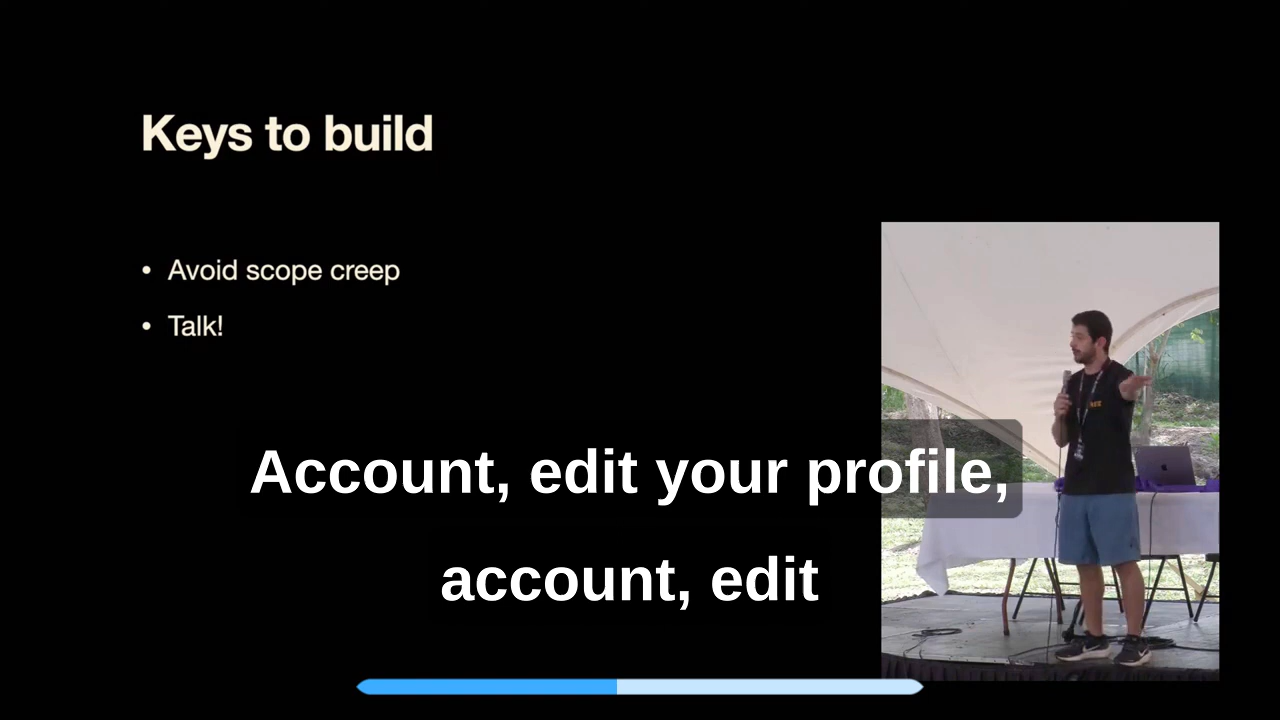 Keys to build
• Avoid scope creep
• Talk!
Account, edit your profile,
account, edit